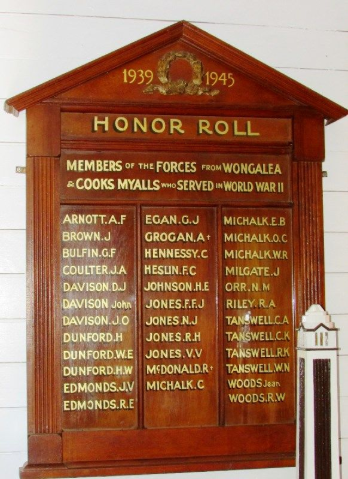 1939 1945
HONOR ROLL
MEMBERS OF THE FORCES FROM WONGALEA
& COOKS MYALLS WHO SERVED IN WORLD WAR II
ARNOTT.A.F
BROWN.J
BULFIN.G.F
COULTER.J.A
DAVISON.D.J
DAVISON John
DAVISON.J.O
DUNFORD.H
DUNFORD.W.E
DUNFORD.H.W
EDMONDS.J.V
EDMONDS.R.E
EGAN.G.J
GROGAN.A†
HENNESSY.C
HESLIN.F.C
JOHNSON.H.E
JONES.F.F.J
JONES.N.J
JONES.R.H
JONES.V.V
McDONALD.R†
MICHALK.C
MICHALK.E.B
MICHALK.O.C
MICHALK.W.R
MILGATE.J
ORR.N.M
RILEY.R.A
TANSWELL.C.A
TANSWELL.C.K
TANSWELL.R.K
TANSWELL.W.N
WOODS.Jean
WOODS.R.W